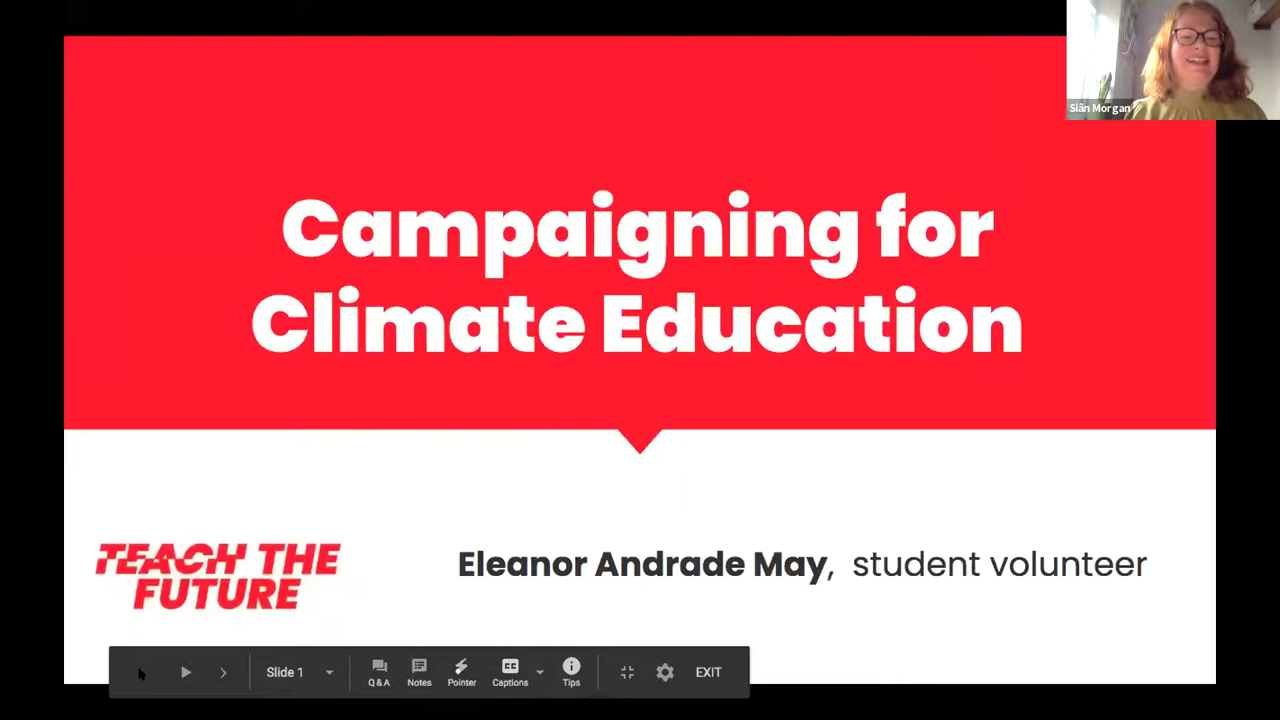 Siân Morgan
Campaigning for
Climate Education
TEACH THE
FUTURE
Eleanor Andrade May, student volunteer
Slide 1
Q&A
Notes
Pointer
CC
Captions
Tips
EXIT